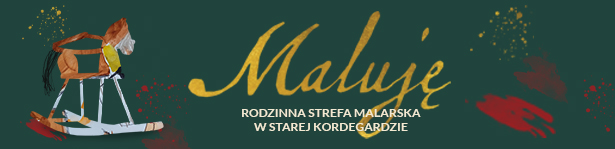 Maluję
RODZINNA STREFA MALARSKA
W STAREJ KORDEGARDZIE